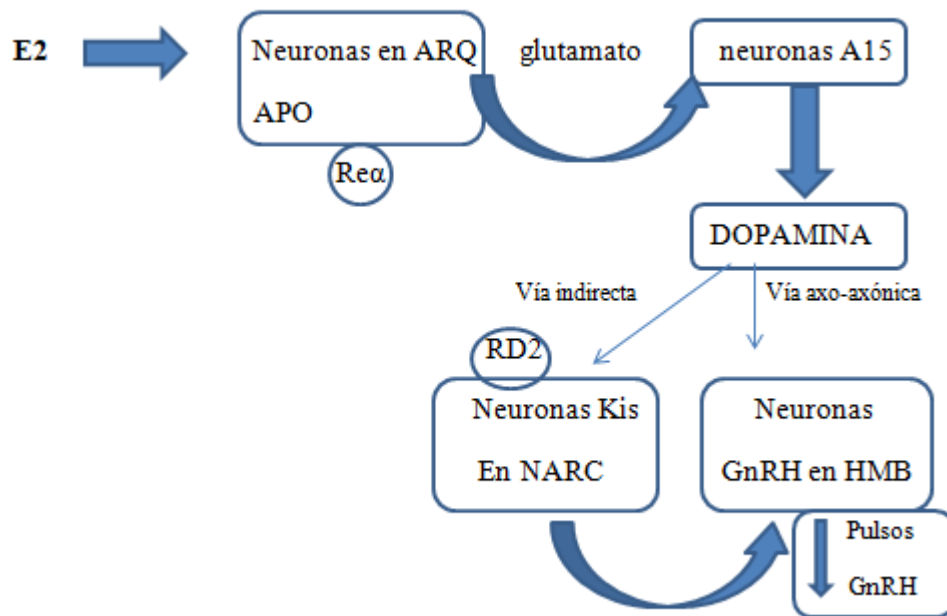 E2
Neuronas en ARQ
APO
Reα
glutamato
neuronas A15
DOPAMINA
Vía indirecta
Vía axo-axónica
RD2
Neuronas Kis
En NARC
Neuronas
GnRH en HMB
Pulsos
GnRH